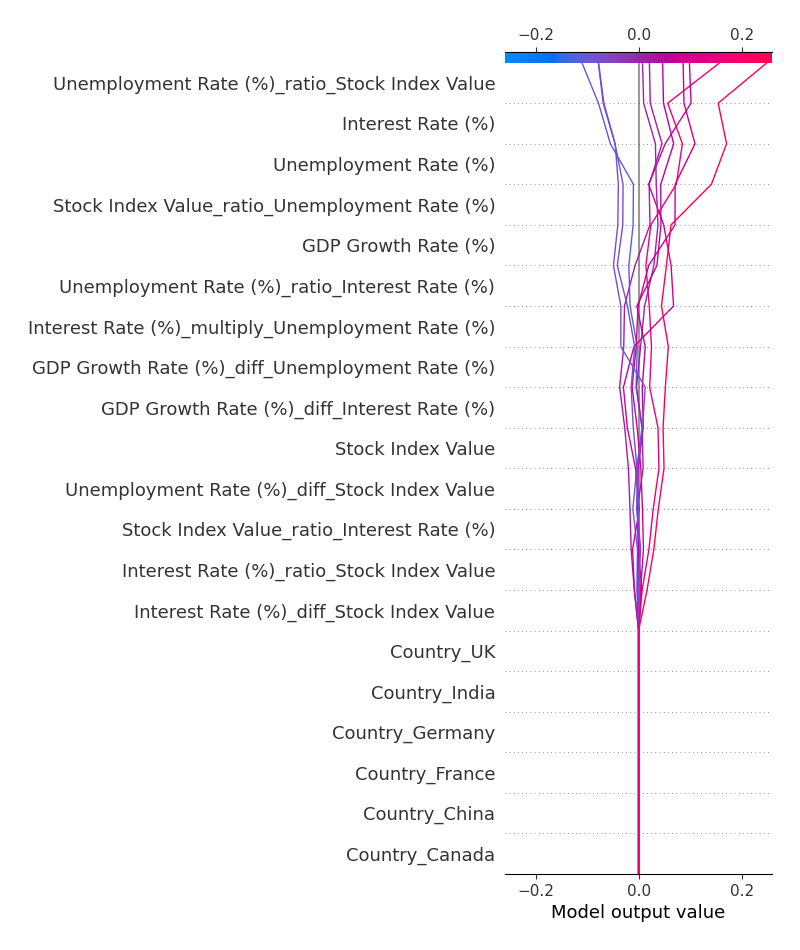 −0.2 0.0 0.2
Unemployment Rate (%)_ratio_Stock Index Value
Interest Rate (%)
Unemployment Rate (%)
Stock Index Value_ratio_Unemployment Rate (%)
GDP Growth Rate (%)
Unemployment Rate (%)_ratio_Interest Rate (%)
Interest Rate (%)_multiply_Unemployment Rate (%)
GDP Growth Rate (%)_diff_Unemployment Rate (%)
GDP Growth Rate (%)_diff_Interest Rate (%)
Stock Index Value
Unemployment Rate (%)_diff_Stock Index Value
Stock Index Value_ratio_Interest Rate (%)
Interest Rate (%)_ratio_Stock Index Value
Interest Rate (%)_diff_Stock Index Value
Country_UK
Country_India
Country_Germany
Country_France
Country_China
Country_Canada
−0.2 0.0 0.2
Model output value